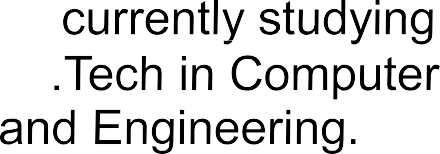 currently studying
.Tech in Computer
and Engineering.